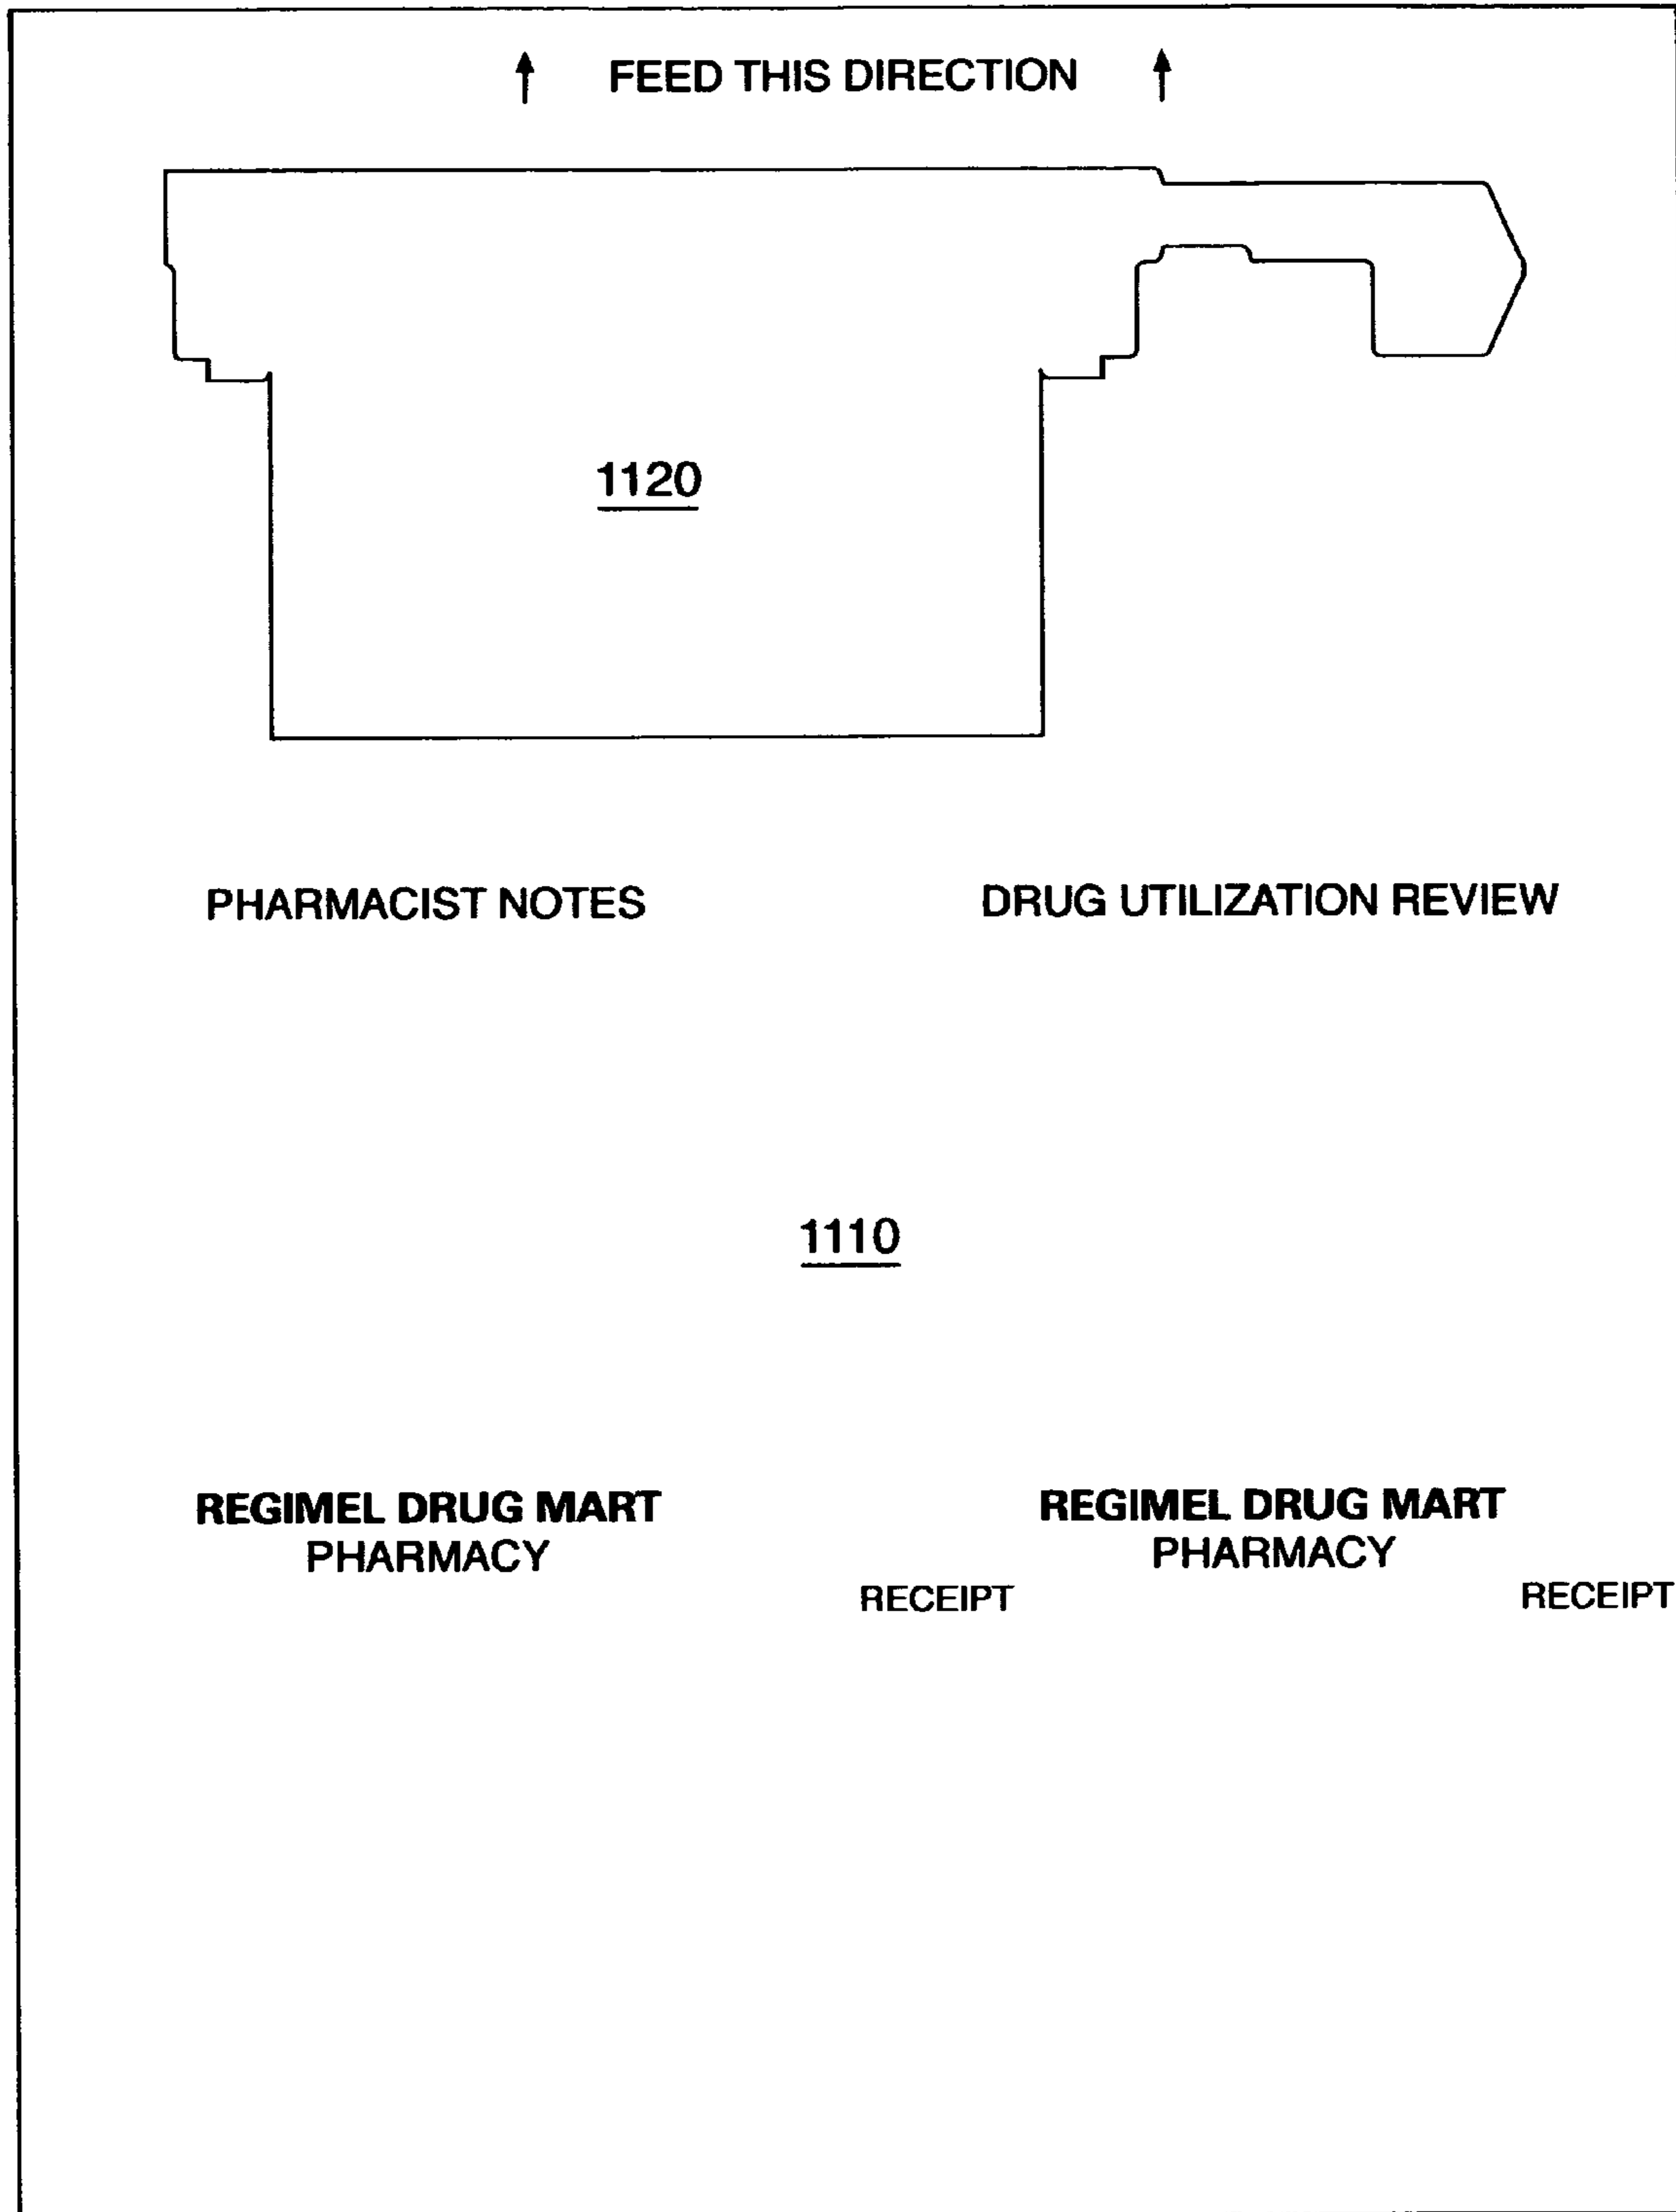 FEED THIS DIRECTION
1120
PHARMACIST NOTES
DRUG UTILIZATION REVIEW
1110
REGIMEL DRUG MART
PHARMACY
RECEIPT
REGIMEL DRUG MART
PHARMACY
RECEIPT